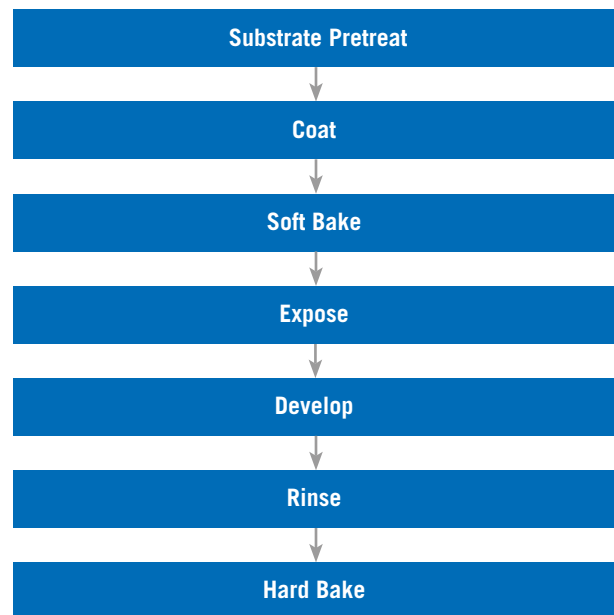 Substrate Pretreat
Coat
Soft Bake
Expose
Develop
Rinse
Hard Bake